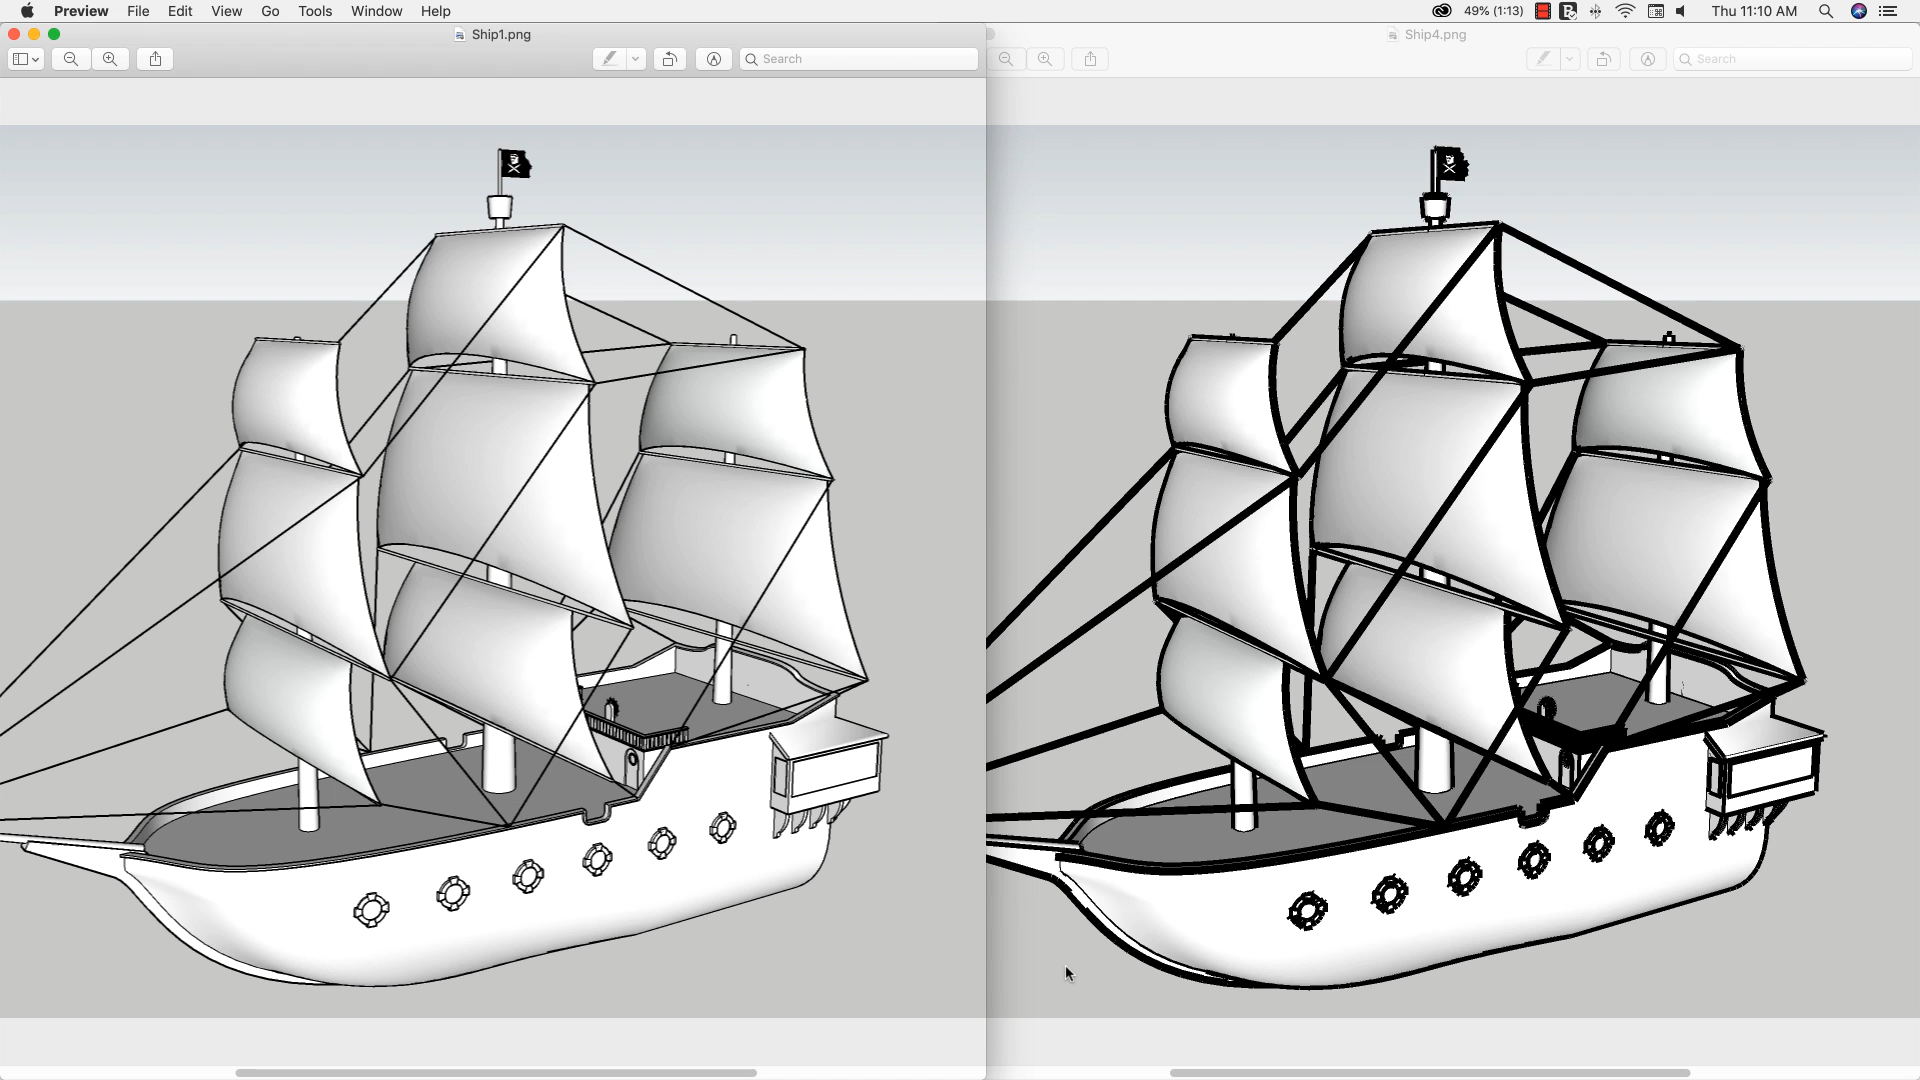 Preview File Edit View Go Tools Window Help 49% (1:13) Thu 11:10 AM
Ship1.png
Search
Ship4.png
Search